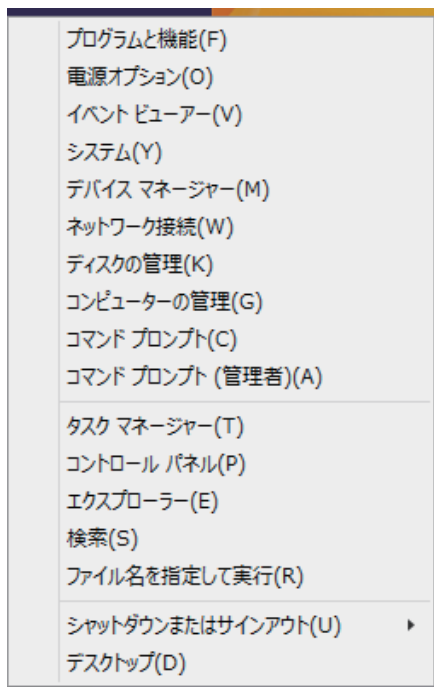 プログラムと機能(F)
電源オプション(O)
イベント ビューアー(V)
システム(Y)
デバイス マネージャー(M)
ネットワーク接続(W)
ディスクの管理(K)
コンピューターの管理(G)
コマンド プロンプト(C)
コマンド プロンプト (管理者)(A)
タスク マネージャー(T)
コントロール パネル(P)
エクスプローラー(E)
検索(S)
ファイル名を指定して実行(R)
シャットダウンまたはサインアウト(U)
デスクトップ(D)